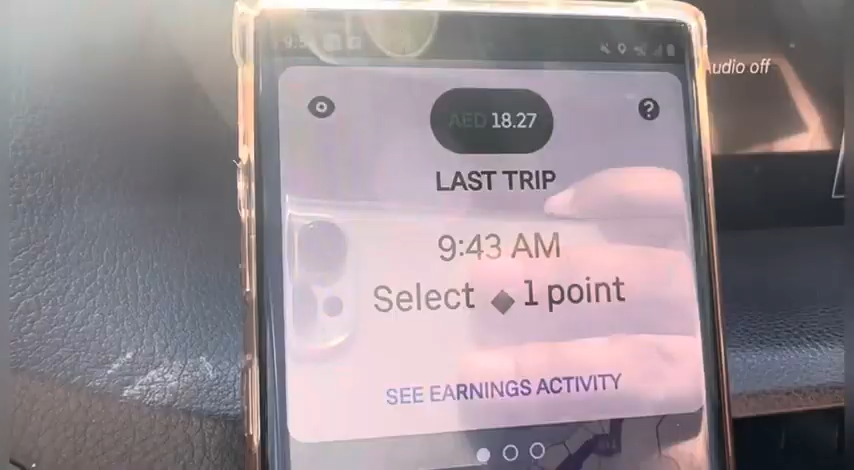 Audio off
AED 18.27
LAST TRIP
9:43 AM
Select ◆ 1 point
SEE EARNINGS ACTIVITY